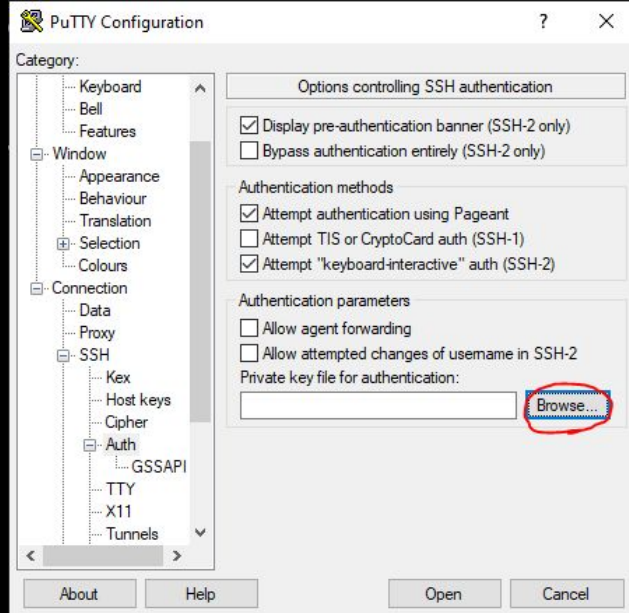 PuTTY Configuration
?
Category:
Keyboard
Bell
Features
Window
Appearance
Behaviour
Translation
Selection
Colours
Connection
Data
Proxy
SSH
Kex
Host keys
Cipher
Auth
GSSAPI
TTY
X11
Tunnels
Options controlling SSH authentication
Display pre-authentication banner (SSH-2 only)
Bypass authentication entirely (SSH-2 only)
Authentication methods
Attempt authentication using Pageant
Attempt TIS or CryptoCard auth (SSH-1)
Attempt "keyboard-interactive" auth (SSH-2)
Authentication parameters
Allow agent forwarding
Allow attempted changes of username in SSH-2
Private key file for authentication:
Browse...
About
Help
Open
Cancel